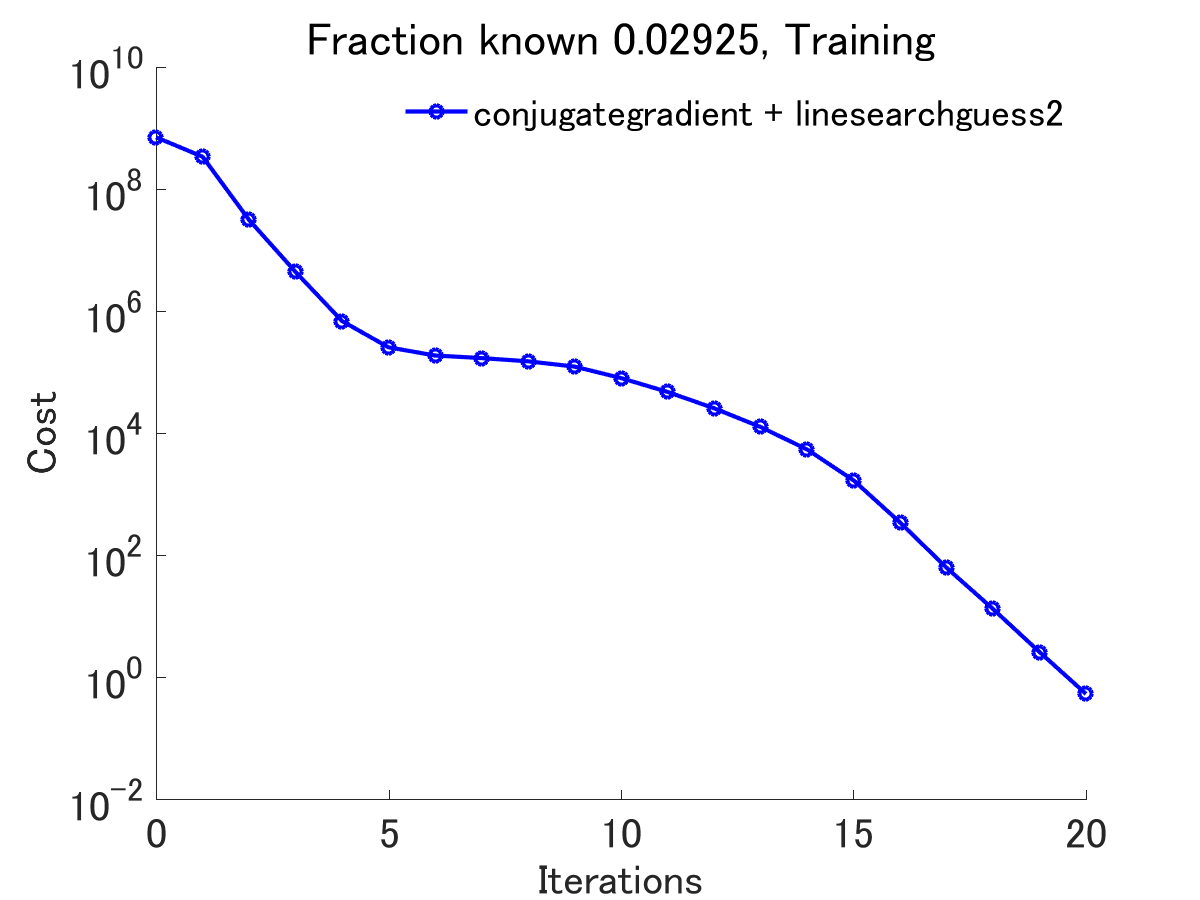 Fraction known 0.02925, Training
conjugategradient + linesearchguess2
10^10
10^8
10^6
10^4
10^2
10^0
10^-2
Cost
0 5 10 15 20
Iterations